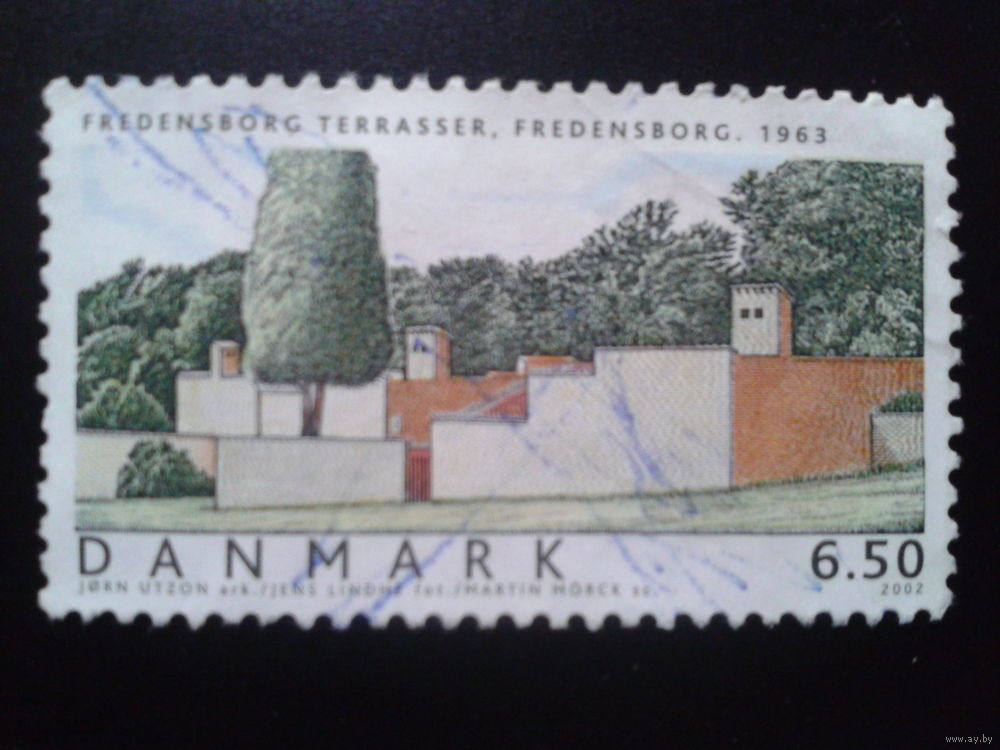 FREDENSBORG TERRASSER, FREDENSBORG. 1963
DANMARK 6.50
JØRN UTZON ark./JENS LINDHE fot./MARTIN MÖRCK sc. 2002
www.ay.by